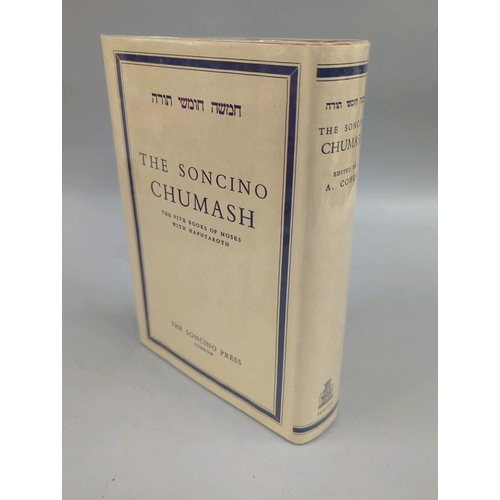 חמשה חומשי תורה
THE SONCINO
CHUMASH
THE FIVE BOOKS OF MOSES
WITH HAPHTAROTH
THE SONCINO PRESS
LONDON
חמשה חומשי תורה
THE SONCINO
CHUMASH
EDITED BY
A. COHEN